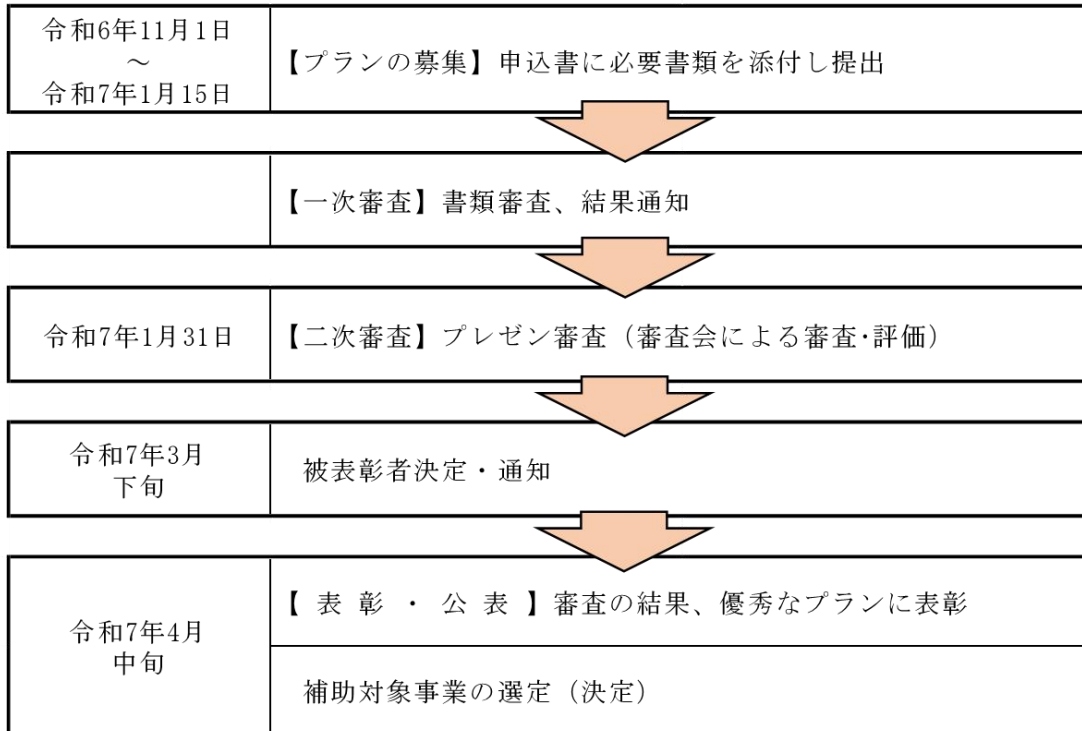 令和6年11月1日
～
令和7年1月15日
【プランの募集】申込書に必要書類を添付し提出
【一次審査】書類審査、結果通知
令和7年1月31日
【二次審査】プレゼン審査（審査会による審査･評価）
令和7年3月
下旬
被表彰者決定・通知
令和7年4月
中旬
【 表 彰 ・ 公 表 】審査の結果、優秀なプランに表彰
補助対象事業の選定（決定）